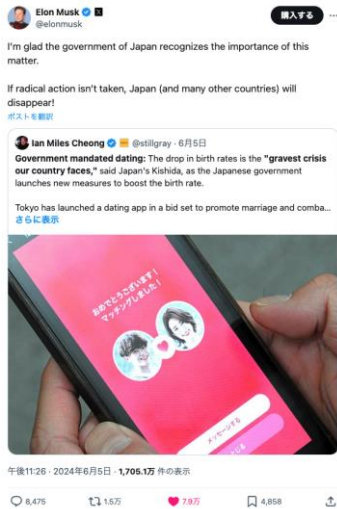 Elon Musk
@elonmusk
購入する
I'm glad the government of Japan recognizes the importance of this
matter.
If radical action isn't taken, Japan (and many other countries) will
disappear!
ポストを翻訳
Ian Miles Cheong @stillgray · 6月5日
Government mandated dating: The drop in birth rates is the "gravest crisis
our country faces," said Japan's Kishida, as the Japanese government
launches new measures to boost the birth rate.
Tokyo has launched a dating app in a bid set to promote marriage and comba...
さらに表示
おめでとうございます！
マッチングしました！
メッセージする
午後11:26 · 2024年6月5日 · 1,705.1万 件の表示
8,475
1.5万
7.9万
4,858